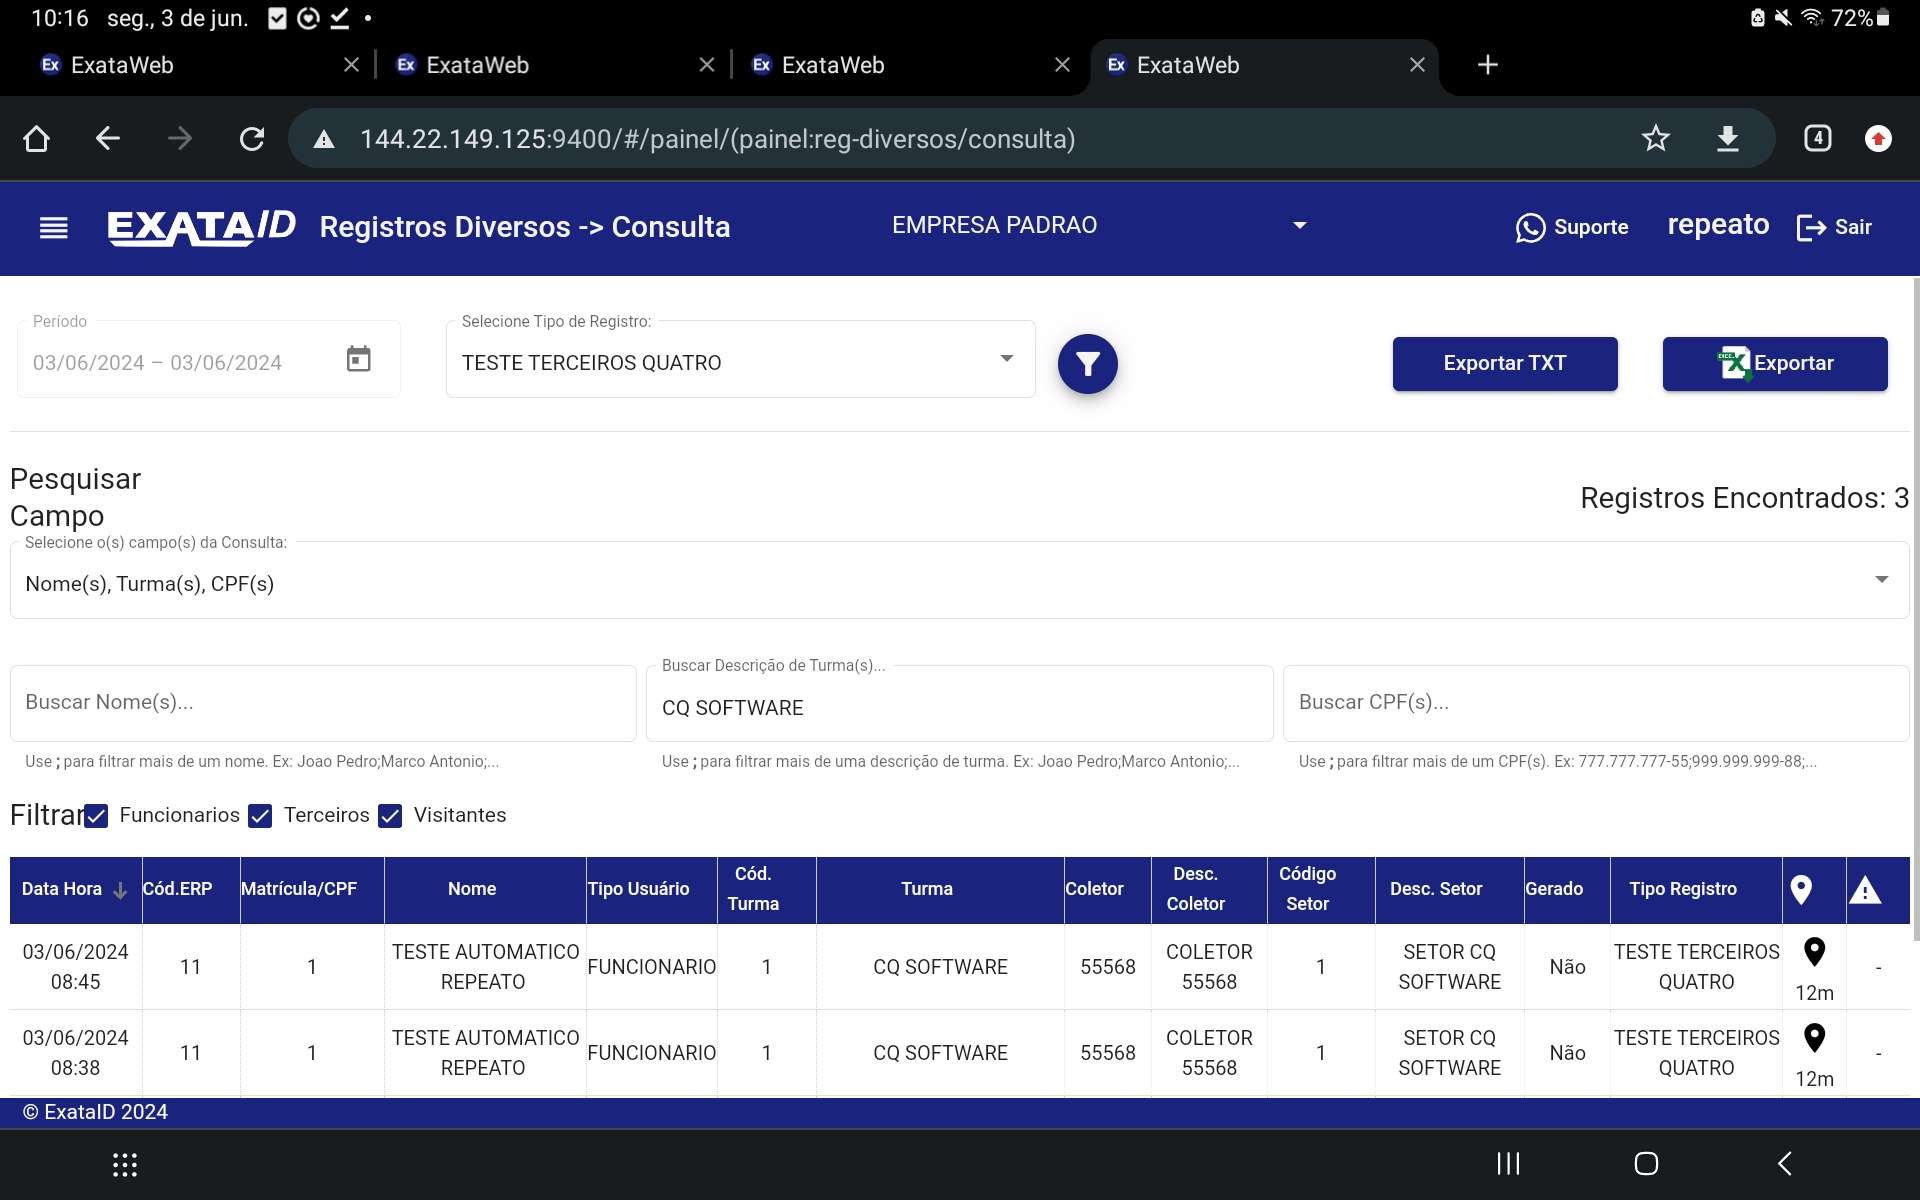 10:16 seg., 3 de jun. 72%
Ex ExataWeb Ex ExataWeb Ex ExataWeb Ex ExataWeb
144.22.149.125:9400/#/painel/(painel:reg-diversos/consulta) 4
EXATA/D Registros Diversos -> Consulta EMPRESA PADRAO Suporte repeato Sair
Período Selecione Tipo de Registro:
03/06/2024 – 03/06/2024 TESTE TERCEIROS QUATRO Exportar TXT Exportar
Pesquisar
Campo
Registros Encontrados: 3
Selecione o(s) campo(s) da Consulta:
Nome(s), Turma(s), CPF(s)
Buscar Descrição de Turma(s)...
Buscar Nome(s)... CQ SOFTWARE Buscar CPF(s)...
Use ; para filtrar mais de um nome. Ex: Joao Pedro;Marco Antonio;... Use ; para filtrar mais de uma descrição de turma. Ex: Joao Pedro;Marco Antonio;... Use ; para filtrar mais de um CPF(s). Ex: 777.777.777-55;999.999.999-88;...
Filtrar Funcionarios Terceiros Visitantes
Data Hora Cód.ERP Matrícula/CPF Nome Tipo Usuário Cód. Turma Turma Coletor Desc. Coletor Código Setor Desc. Setor Gerado Tipo Registro
03/06/2024 08:45 11 1 TESTE AUTOMATICO REPEATO FUNCIONARIO 1 CQ SOFTWARE 55568 COLETOR 55568 1 SETOR CQ SOFTWARE Não TESTE TERCEIROS QUATRO 12m -
03/06/2024 08:38 11 1 TESTE AUTOMATICO REPEATO FUNCIONARIO 1 CQ SOFTWARE 55568 COLETOR 55568 1 SETOR CQ SOFTWARE Não TESTE TERCEIROS QUATRO 12m -
© ExataID 2024